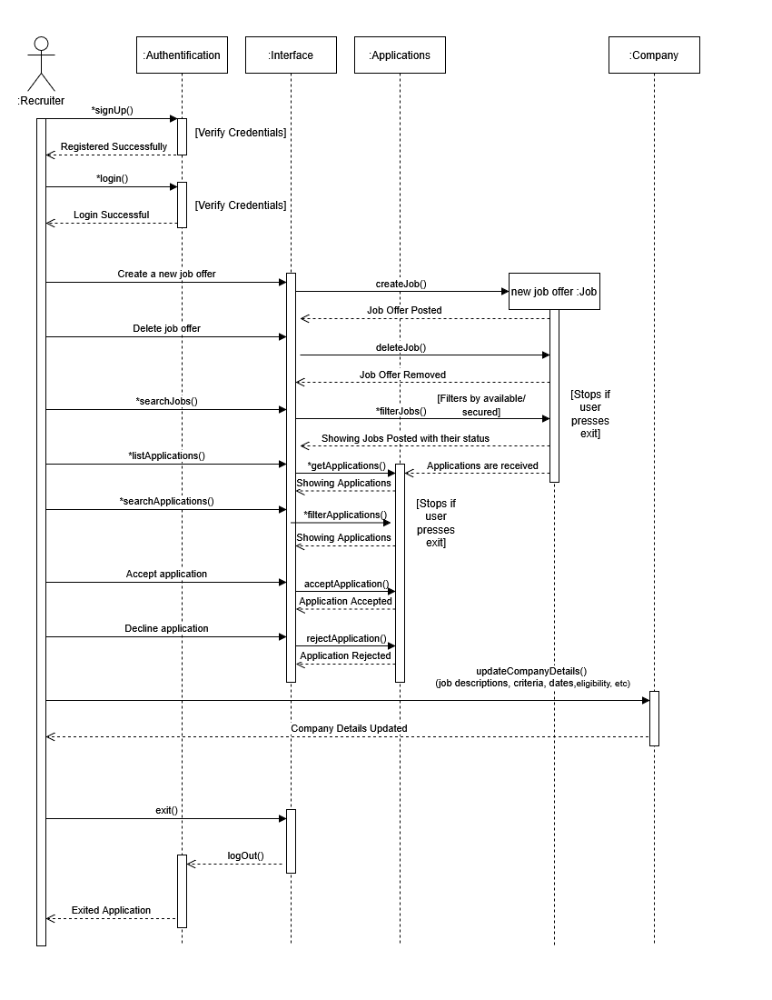 :Authentification
:Interface
:Applications
:Company
:Recruiter
*signUp()
[Verify Credentials]
Registered Successfully
*login()
[Verify Credentials]
Login Successful
Create a new job offer
createJob()
new job offer :Job
Job Offer Posted
Delete job offer
deleteJob()
Job Offer Removed
*searchJobs()
[Filters by available/
secured]
*filterJobs()
[Stops if
user
presses
exit]
Showing Jobs Posted with their status
*listApplications()
*getApplications()
Applications are received
Showing Applications
*searchApplications()
*filterApplications()
[Stops if
user
presses
exit]
Showing Applications
Accept application
acceptApplication()
Application Accepted
Decline application
rejectApplication()
Application Rejected
updateCompanyDetails()
(job descriptions, criteria, dates,eligibility, etc)
Company Details Updated
exit()
logOut()
Exited Application